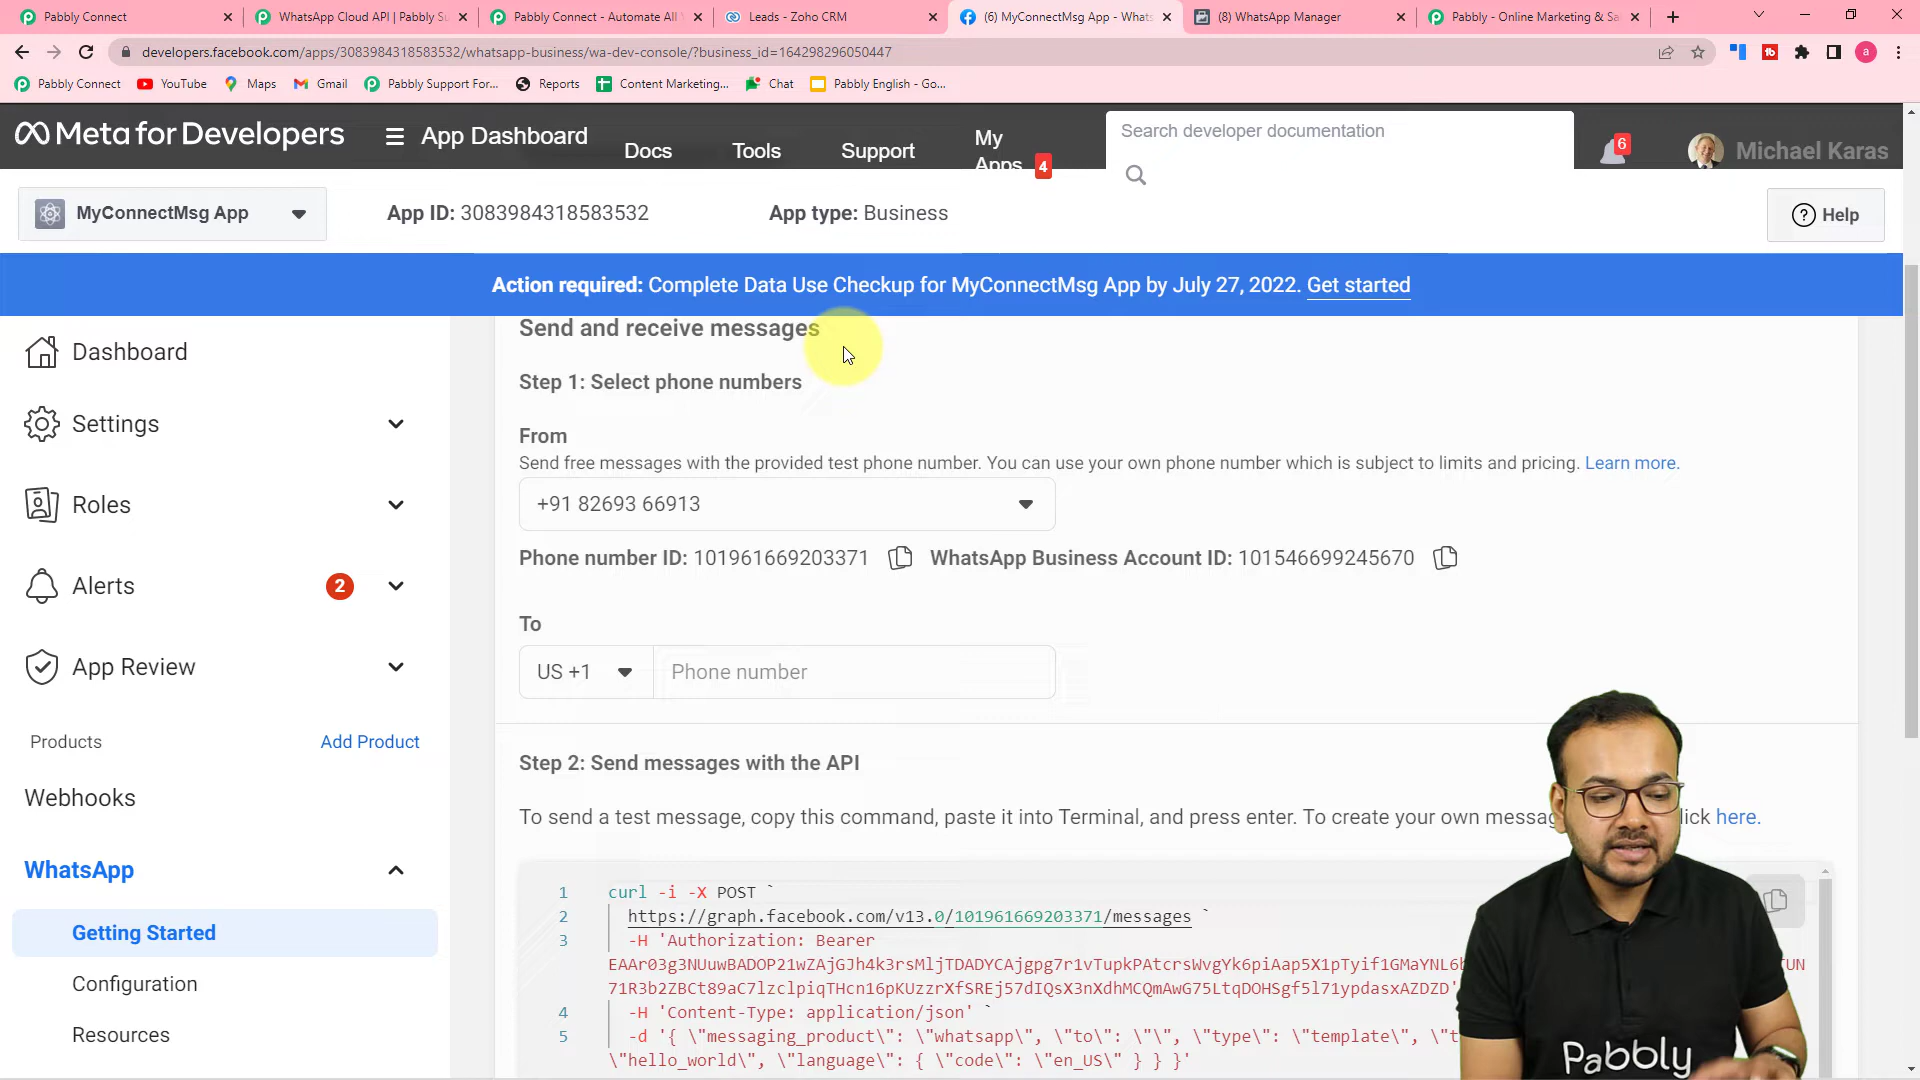 Pabbly Connect
WhatsApp Cloud API | Pabbly Su
Pabbly Connect - Automate All
Leads - Zoho CRM
(6) MyConnectMsg App - Whats
(8) WhatsApp Manager
Pabbly - Online Marketing & Sa
developers.facebook.com/apps/3083984318583532/whatsapp-business/wa-dev-console/?business_id=164298296050447
a
Pabbly Connect
YouTube
Maps
Gmail
Pabbly Support For...
Reports
Content Marketing...
Chat
Pabbly English - Go...
Meta for Developers
App Dashboard
Docs
Tools
Support
My Apps
4
Search developer documentation
6
Michael Karas
MyConnectMsg App
App ID: 3083984318583532
App type: Business
Help
Action required: Complete Data Use Checkup for MyConnectMsg App by July 27, 2022. Get started
Dashboard
Settings
Roles
Alerts
2
App Review
Products
Add Product
Webhooks
WhatsApp
Getting Started
Configuration
Resources
Send and receive messages
Step 1: Select phone numbers
From
Send free messages with the provided test phone number. You can use your own phone number which is subject to limits and pricing. Learn more.
+91 82693 66913
Phone number ID: 101961669203371
WhatsApp Business Account ID: 101546699245670
To
US +1
Phone number
Step 2: Send messages with the API
To send a test message, copy this command, paste it into Terminal, and press enter. To create your own messag lick here.
1 curl -i -X POST `
2 https://graph.facebook.com/v13.0/101961669203371/messages `
3 -H 'Authorization: Bearer
EAAr03g3NUuwBADOP21wZAjGJh4k3rsMljTDADYCAjgpg7r1vTupkPAtcrsWvgYk6piAap5X1pTyif1GMaYNL6 UN
71R3b2ZBCt89aC7lzclpiqTHcn16pKUzzrXfSREj57dIQsX3nXdhMCQmAwG75LtqDOHSgf5l71ypdasxAZDZD'
4 -H 'Content-Type: application/json' `
5 -d '{ \"messaging_product\": \"whatsapp\", \"to\": \"\", \"type\": \"template\", \"t
\"hello_world\", \"language\": { \"code\": \"en_US\" } } }'
Pabbly